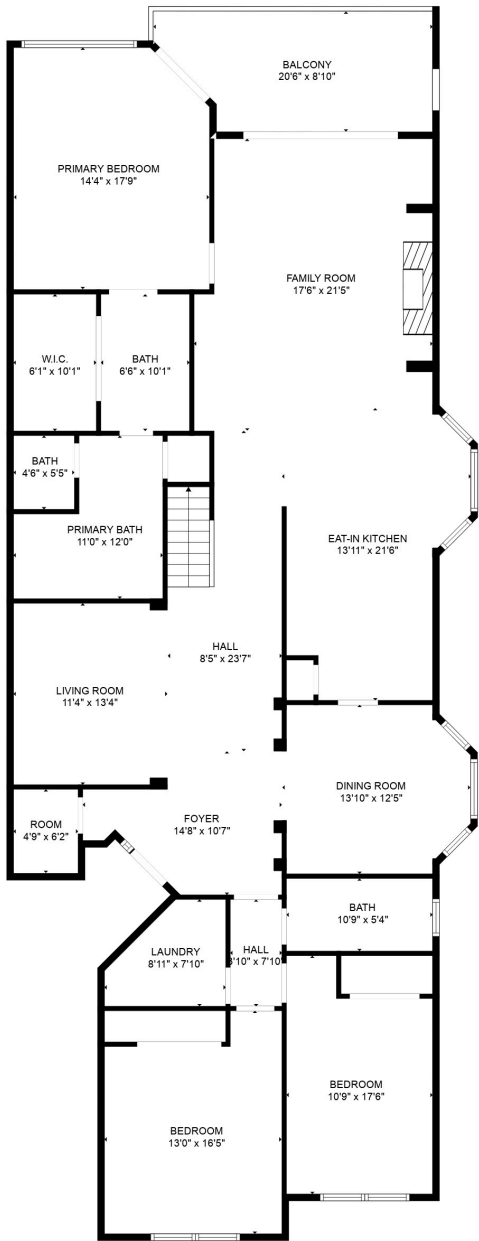 BALCONY
20'6" x 8'10"
PRIMARY BEDROOM
14'4" x 17'9"
FAMILY ROOM
17'6" x 21'5"
W.I.C.
6'1" x 10'1"
BATH
6'6" x 10'1"
BATH
4'6" x 5'5"
PRIMARY BATH
11'0" x 12'0"
EAT-IN KITCHEN
13'11" x 21'6"
HALL
8'5" x 23'7"
LIVING ROOM
11'4" x 13'4"
DINING ROOM
13'10" x 12'5"
ROOM
4'9" x 6'2"
FOYER
14'8" x 10'7"
BATH
10'9" x 5'4"
LAUNDRY
8'11" x 7'10"
HALL
3'10" x 7'10"
BEDROOM
10'9" x 17'6"
BEDROOM
13'0" x 16'5"